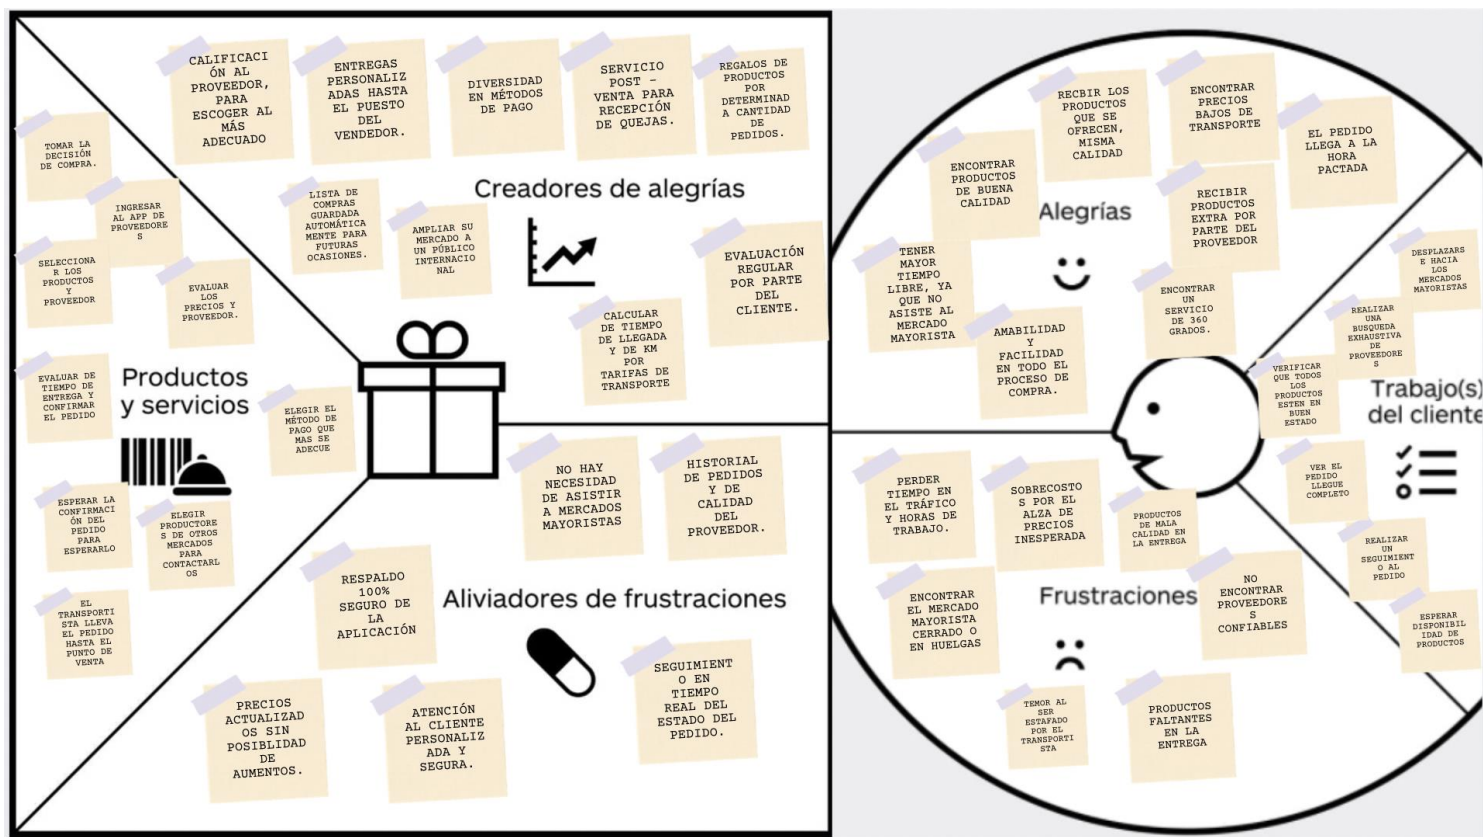 CALIFICACI
ÓN AL
PROVEEDOR,
PARA
ESCOGER AL
MÁS
ADECUADO
ENTREGAS
PERSONALIZ
ADAS HASTA
EL PUESTO
DEL
VENDEDOR.
DIVERSIDAD
EN MÉTODOS
DE PAGO
SERVICIO
POST -
VENTA PARA
RECEPCIÓN
DE QUEJAS.
REGALOS DE
PRODUCTOS
POR
DETERMINAD
A CANTIDAD
DE
PEDIDOS.
LISTA DE
COMPRAS
GUARDADA
AUTOMÁTICA
MENTE PARA
FUTURAS
OCASIONES.
AMPLIAR SU
MERCADO A
UN PÚBLICO
INTERNACIO
NAL
Creadores de alegrías
EVALUACIÓN
REGULAR
POR PARTE
DEL
CLIENTE.
CALCULAR
DE TIEMPO
DE LLEGADA
Y DE KM
POR
TARIFAS DE
TRANSPORTE
TOMAR LA
DECISIÓN
DE COMPRA.
INGRESAR
AL APP DE
PROVEEDORE
S
SELECCIONA
R LOS
PRODUCTOS
Y
PROVEEDOR
EVALUAR
LOS
PRECIOS Y
PROVEEDOR.
EVALUAR DE
TIEMPO DE
ENTREGA Y
CONFIRMAR
EL PEDIDO
Productos
y servicios
ELEGIR EL
MÉTODO DE
PAGO QUE
MAS SE
ADECUE
ESPERAR LA
CONFIRMACI
ÓN DEL
PEDIDO
PARA
ESPERARLO
ELEGIR
PRODUCTORE
S DE OTROS
MERCADOS
PARA
CONTACTARL
OS
EL
TRANSPORTI
STA LLEVA
EL PEDIDO
HASTA EL
PUNTO DE
VENTA
NO HAY
NECESIDAD
DE ASISTIR
A MERCADOS
MAYORISTAS
HISTORIAL
DE PEDIDOS
Y DE
CALIDAD
DEL
PROVEEDOR.
RESPALDO
100%
SEGURO DE
LA
APLICACIÓN
Aliviadores de frustraciones
PRECIOS
ACTUALIZAD
OS SIN
POSIBLIDAD
DE
AUMENTOS.
ATENCIÓN
AL CLIENTE
PERSONALIZ
ADA Y
SEGURA.
SEGUIMIENT
O EN
TIEMPO
REAL DEL
ESTADO DEL
PEDIDO.
RECBIR LOS
PRODUCTOS
QUE SE
OFRECEN,
MISMA
CALIDAD
ENCONTRAR
PRECIOS
BAJOS DE
TRANSPORTE
EL PEDIDO
LLEGA A LA
HORA
PACTADA
ENCONTRAR
PRODUCTOS
DE BUENA
CALIDAD
Alegrías
RECIBIR
PRODUCTOS
EXTRA POR
PARTE DEL
PROVEEDOR
TENER
MAYOR
TIEMPO
LIBRE, YA
QUE NO
ASISTE AL
MERCADO
MAYORISTA
AMABILIDAD
Y
FACILIDAD
EN TODO EL
PROCESO DE
COMPRA.
ENCONTRAR
UN
SERVICIO
DE 360
GRADOS.
DESPLAZARS
E HACIA
LOS
MERCADOS
MAYORISTAS
REALIZAR
UNA
BUSQUEDA
EXHAUSTIVA
DE
PROVEEDORE
S
VERIFICAR
QUE TODOS
LOS
PRODUCTOS
ESTEN EN
BUEN
ESTADO
Trabajo(s)
del cliente
VER EL
PEDIDO
LLEGUE
COMPLETO
REALIZAR
UN
SEGUIMIENT
O AL
PEDIDO
ESPERAR
DISPONIBIL
IDAD DE
PRODUCTOS
PERDER
TIEMPO EN
EL TRÁFICO
Y HORAS DE
TRABAJO.
SOBRECOSTO
S POR EL
ALZA DE
PRECIOS
INESPERADA
PRODUCTOS
DE MALA
CALIDAD EN
LA ENTREGA
ENCONTRAR
EL MERCADO
MAYORISTA
CERRADO O
EN HUELGAS
Frustraciones
NO
ENCONTRAR
PROVEEDORE
S
CONFIABLES
TEMOR AL
SER
ESTAFADO
POR EL
TRANSPORTI
STA
PRODUCTOS
FALTANTES
EN LA
ENTREGA